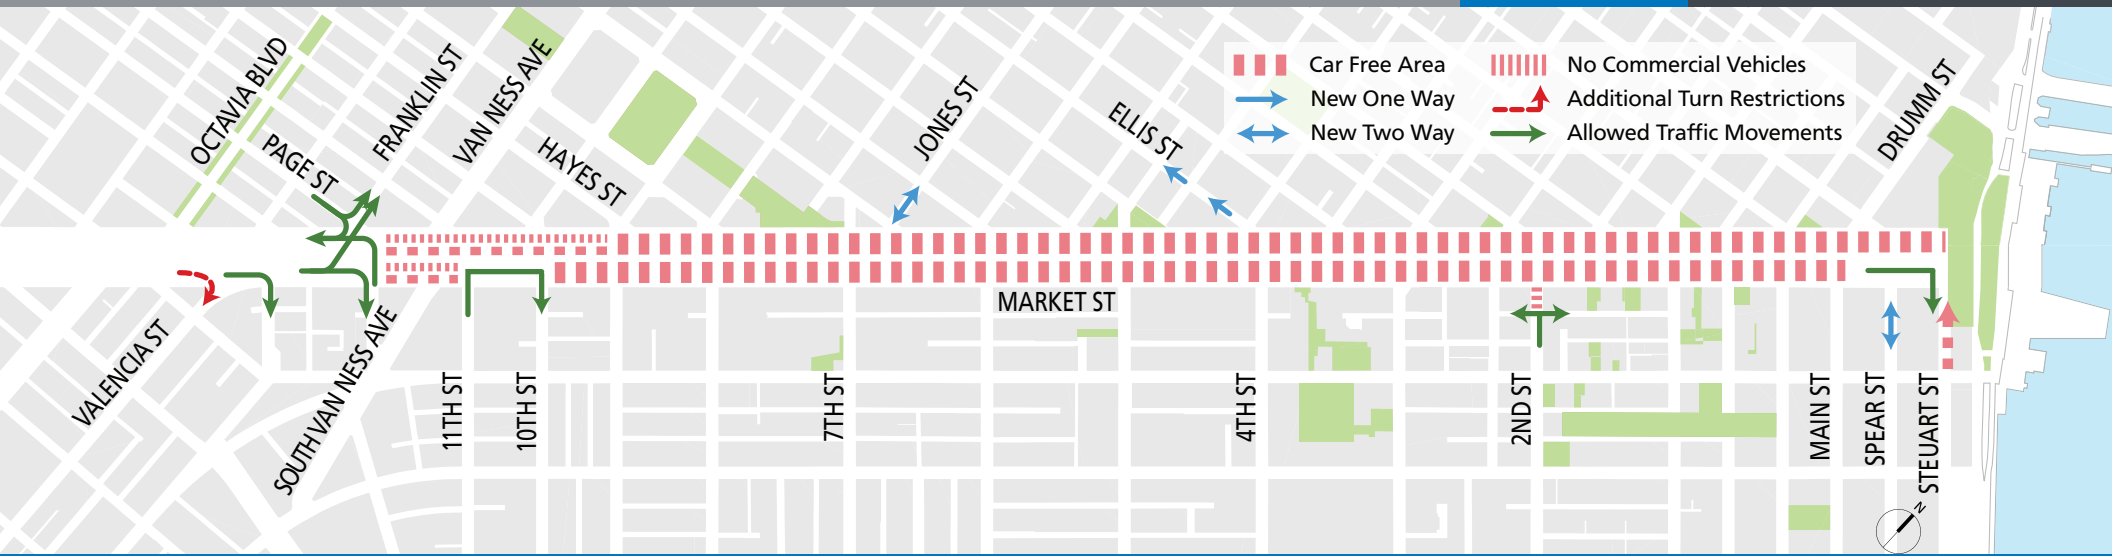 OCTAVIA BLVD
PAGE ST
FRANKLIN ST
VAN NESS AVE
HAYES ST
JONES ST
ELLIS ST
Car Free Area
New One Way
New Two Way
No Commercial Vehicles
Additional Turn Restrictions
Allowed Traffic Movements
DRUMM ST
MARKET ST
VALENCIA ST
SOUTH VAN NESS AVE
11TH ST
10TH ST
7TH ST
4TH ST
2ND ST
MAIN ST
SPEAR ST
STEUART ST
N